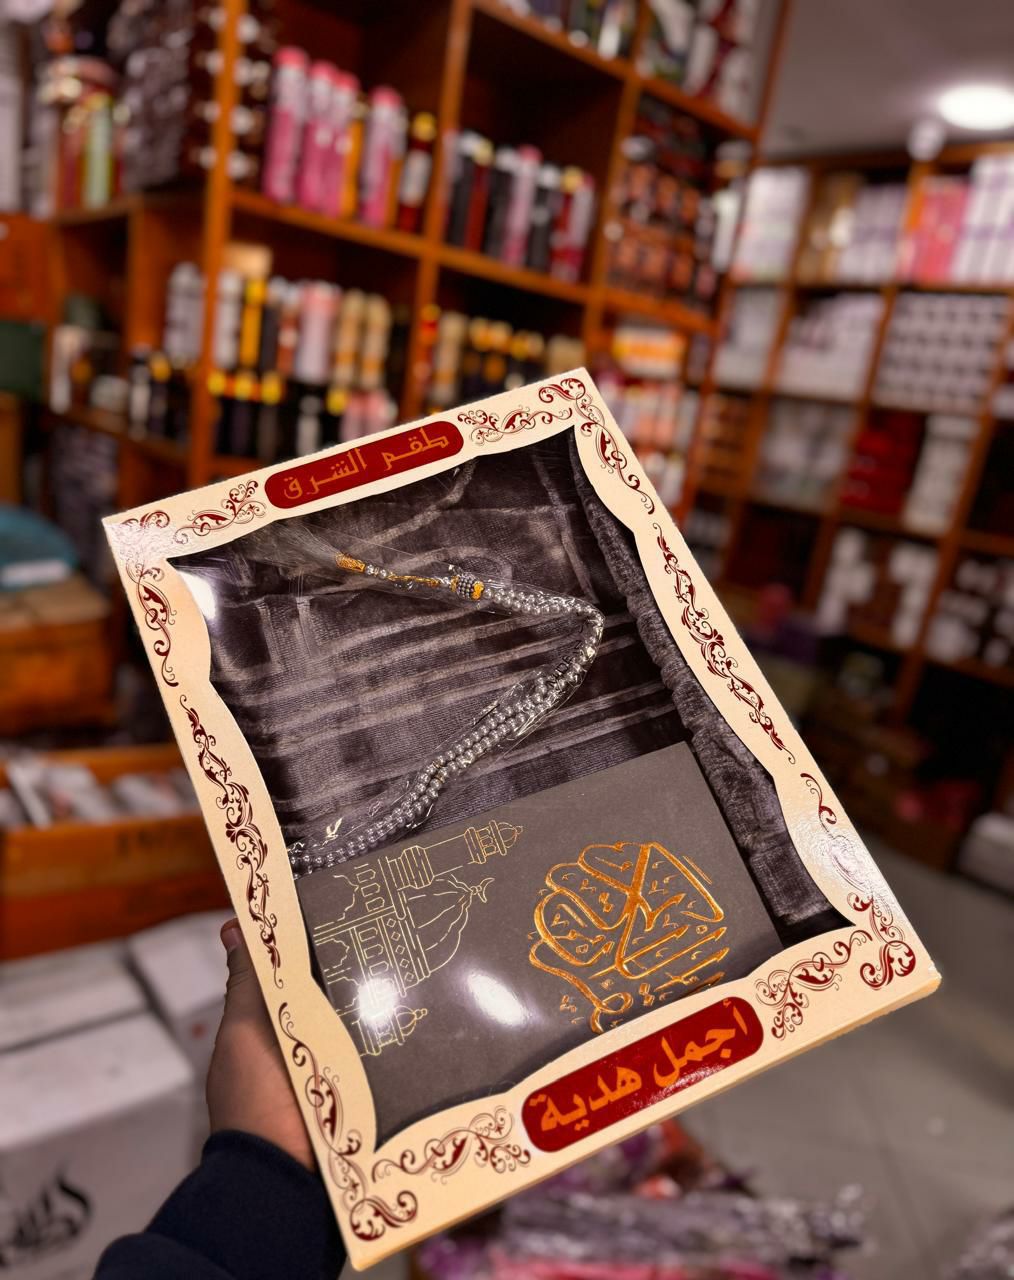 طقم الشرق
أجمل هدية